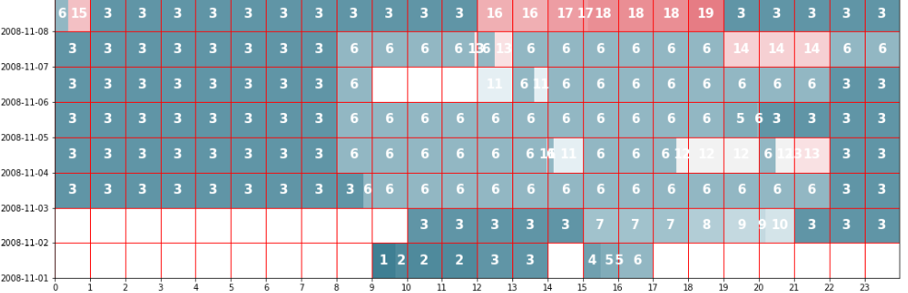 6 15 3 3 3 3 3 3 3 3 3 3 3 16 16 17 17 18 18 18 19 3 3 3 3 3
2008-11-08
3 3 3 3 3 3 3 3 6 6 6 6 13 6 13 6 6 6 6 6 6 14 14 14 6 6
2008-11-07
3 3 3 3 3 3 3 3 6 11 6 11 6 6 6 6 6 6 6 6 3 3
2008-11-06
3 3 3 3 3 3 3 3 6 6 6 6 6 6 6 6 6 6 6 5 6 3 3 3 3
2008-11-05
3 3 3 3 3 3 3 3 6 6 6 6 6 6 11 6 6 6 12 12 6 13 3 3
2008-11-04
3 3 3 3 3 3 3 3 3 6 6 6 6 6 6 6 6 6 6 6 6 6 6 3 3
2008-11-03
3 3 3 3 3 7 7 7 8 9 9 10 3 3 3
2008-11-02
1 2 2 2 3 3 4 5 5 6
2008-11-01
0 1 2 3 4 5 6 7 8 9 10 11 12 13 14 15 16 17 18 19 20 21 22 23